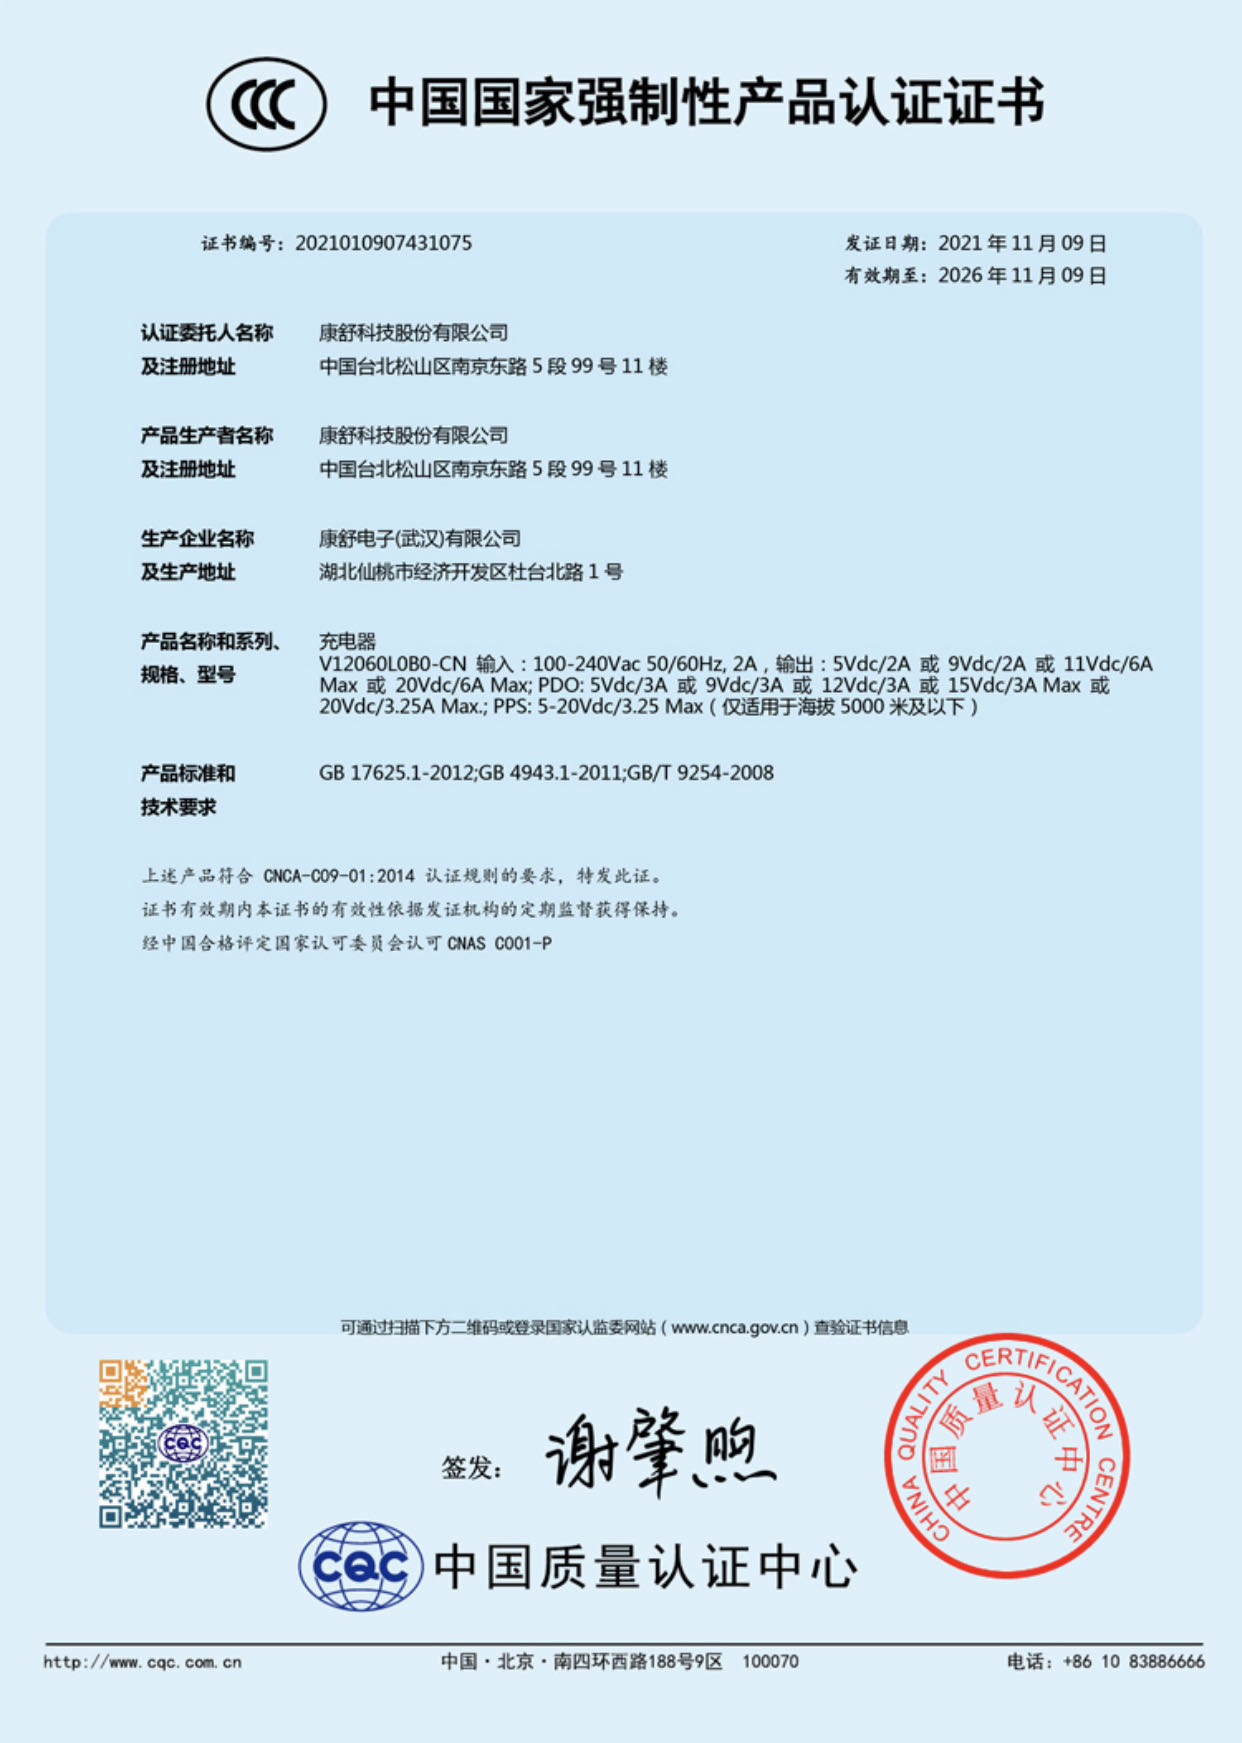 CCC 中国国家强制性产品认证证书
证书编号：2021010907431075
发证日期：2021 年 11 月 09 日
有效期至：2026 年 11 月 09 日
认证委托人名称 康舒科技股份有限公司
及注册地址 中国台北松山区南京东路 5 段 99 号 11 楼
产品生产者名称 康舒科技股份有限公司
及注册地址 中国台北松山区南京东路 5 段 99 号 11 楼
生产企业名称 康舒电子(武汉)有限公司
及生产地址 湖北仙桃市经济开发区杜台北路 1 号
产品名称和系列、 充电器
规格、型号
V12060L0B0-CN 输入：100-240Vac 50/60Hz, 2A，输出：5Vdc/2A 或 9Vdc/2A 或 11Vdc/6A
Max 或 20Vdc/6A Max; PDO: 5Vdc/3A 或 9Vdc/3A 或 12Vdc/3A 或 15Vdc/3A Max 或
20Vdc/3.25A Max.; PPS: 5-20Vdc/3.25 Max（仅适用于海拔 5000 米及以下）
产品标准和 GB 17625.1-2012;GB 4943.1-2011;GB/T 9254-2008
技术要求
上述产品符合 CNCA-C09-01:2014 认证规则的要求，特发此证。
证书有效期内本证书的有效性依据发证机构的定期监督获得保持。
经中国合格评定国家认可委员会认可 CNAS C001-P
可通过扫描下方二维码或登录国家认监委网站（www.cnca.gov.cn）查验证书信息
CQC
签发：谢肇煦
CHINA QUALITY CERTIFICATION CENTRE
中国质量认证中心
CQC 中国质量认证中心
http://www.cqc.com.cn
中国·北京·南四环西路188号9区 100070
电话：+86 10 83886666